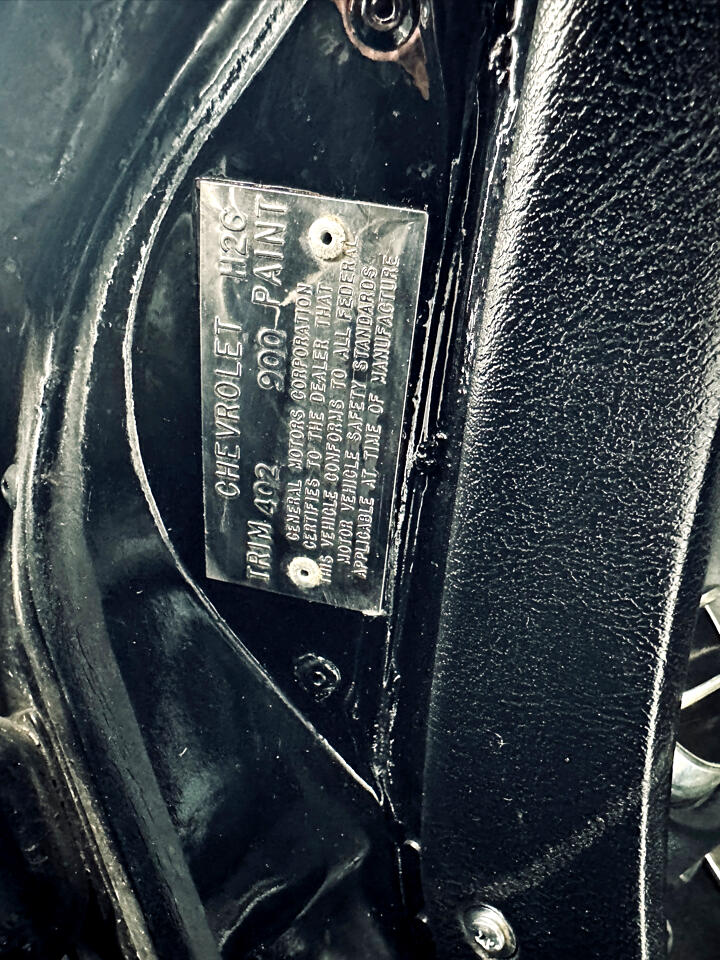 CHEVROLET H26
TRIM 402 900 PAINT
GENERAL MOTORS CORPORATION
CERTIFIES TO THE DEALER THAT
THIS VEHICLE CONFORMS TO ALL FEDERAL
MOTOR VEHICLE SAFETY STANDARDS
APPLICABLE AT TIME OF MANUFACTURE